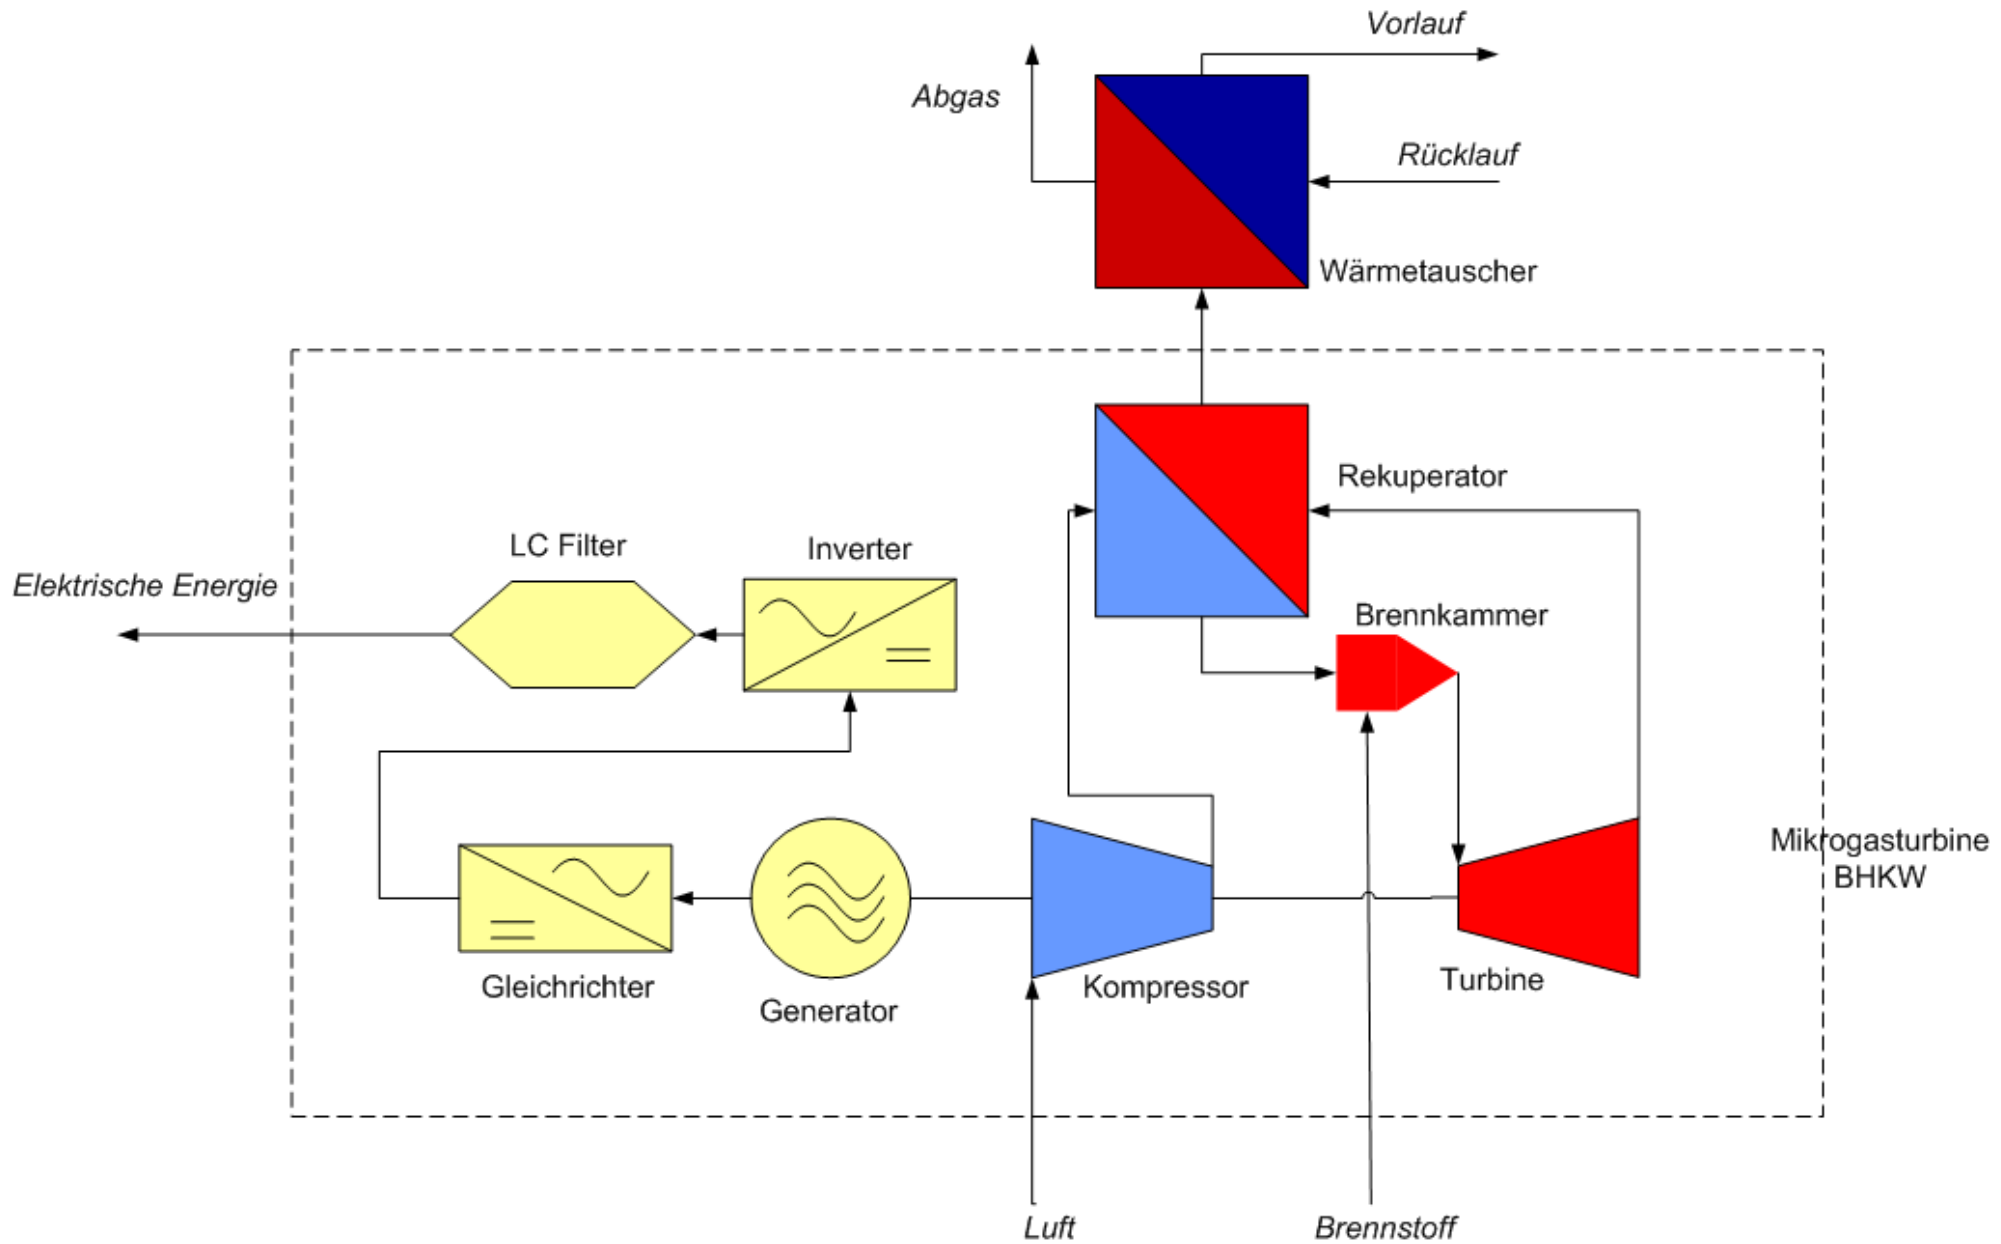 Vorlauf
Abgas
Rücklauf
Wärmetauscher
Rekuperator
LC Filter
Inverter
Elektrische Energie
Brennkammer
Mikrogasturbine
BHKW
Gleichrichter
Generator
Kompressor
Turbine
Luft
Brennstoff